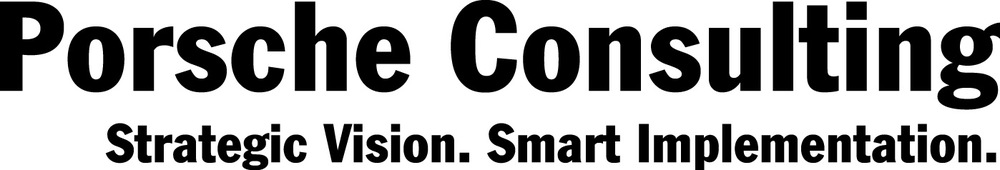 Porsche Consulting
Strategic Vision. Smart Implementation.